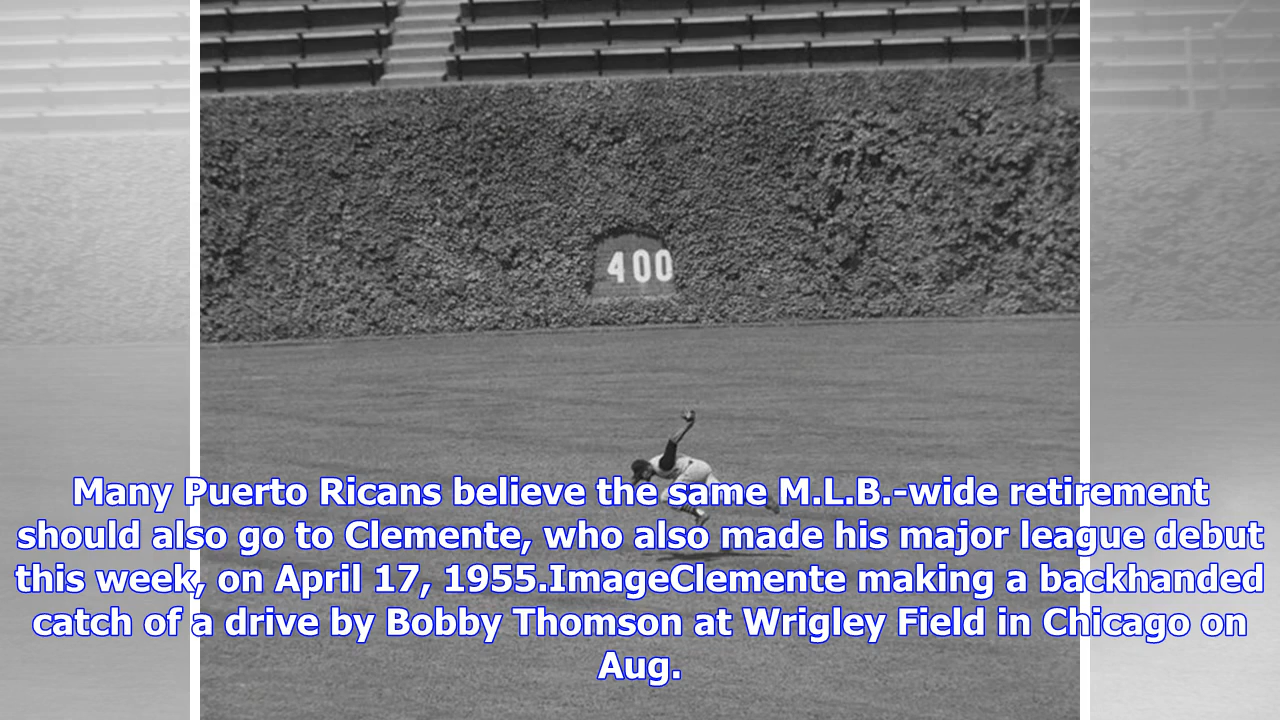 400
Many Puerto Ricans believe the same M.L.B.-wide retirement
should also go to Clemente, who also made his major league debut
this week, on April 17, 1955.ImageClemente making a backhanded
catch of a drive by Bobby Thomson at Wrigley Field in Chicago on
Aug.